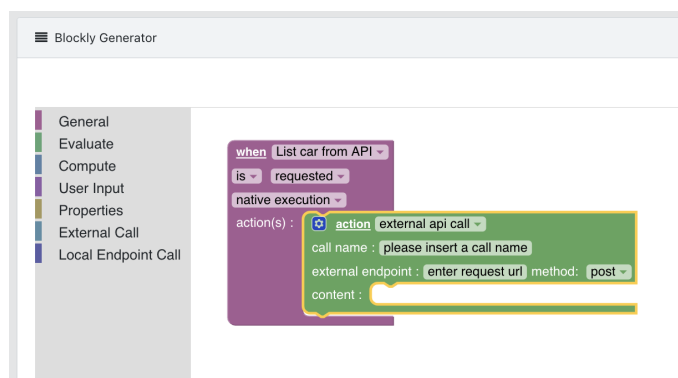 Blockly Generator
General
Evaluate
Compute
User Input
Properties
External Call
Local Endpoint Call
when List car from API
is requested
native execution
action(s) : action external api call
call name : please insert a call name
external endpoint : enter request url method: post
content :